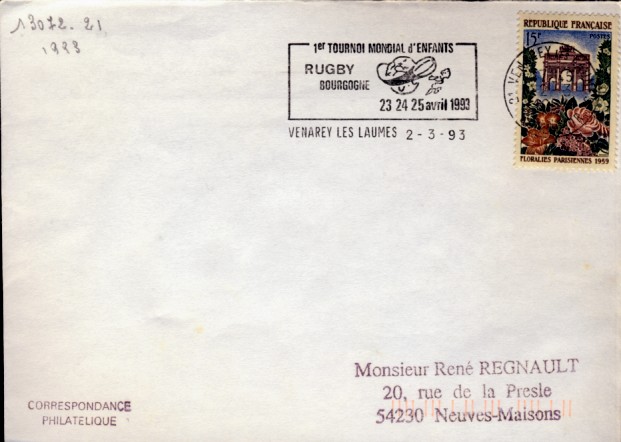 13072.21
1993
1er TOURNOI MONDIAL d'ENFANTS
RUGBY
BOURGOGNE
23 24 25 avril 1993
VENAREY LES LAUMES 2-3-93
REPUBLIQUE FRANÇAISE
15F POSTES
FLORALIES PARISIENNES 1959
Monsieur René REGNAULT
20, rue de la Presle
54230 Neuves-Maisons
CORRESPONDANCE
PHILATELIQUE